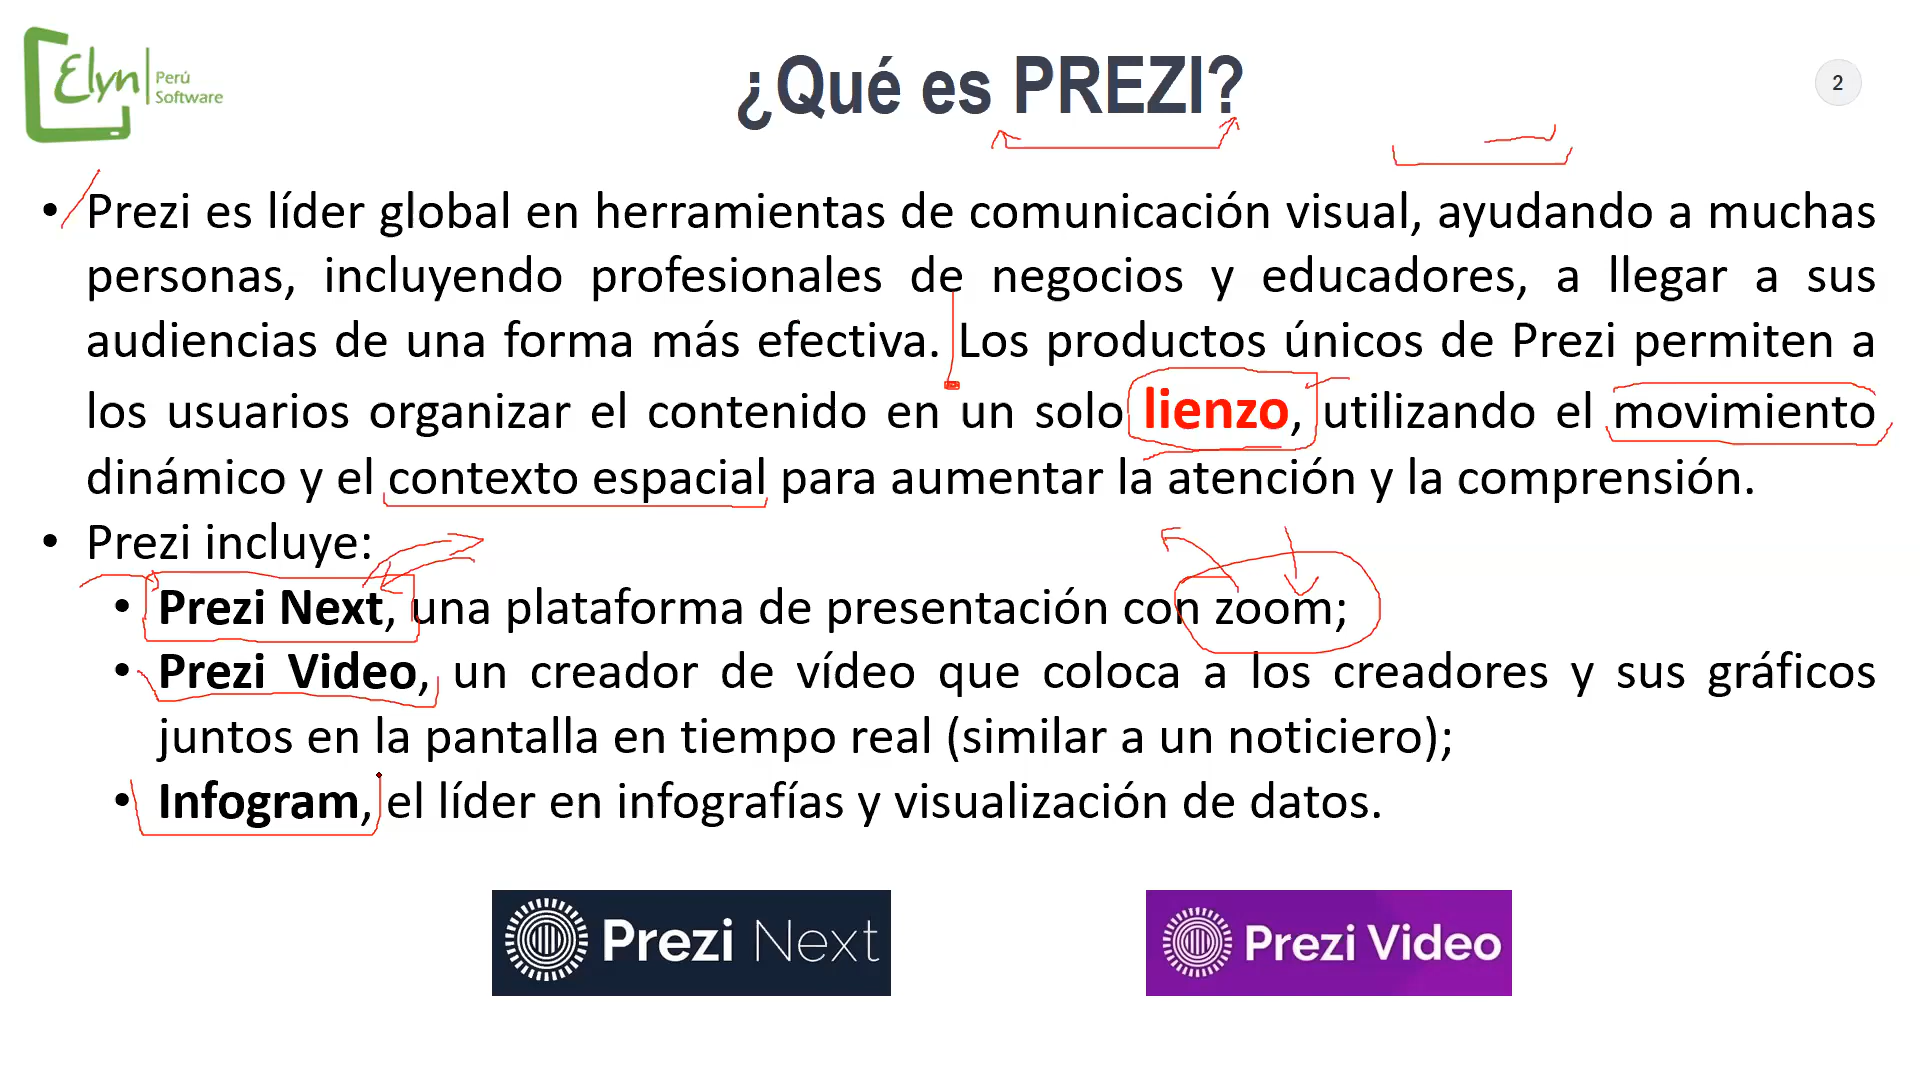 Elyn Perú Software
¿Qué es PREZI?
2
• Prezi es líder global en herramientas de comunicación visual, ayudando a muchas
personas, incluyendo profesionales de negocios y educadores, a llegar a sus
audiencias de una forma más efectiva. Los productos únicos de Prezi permiten a
los usuarios organizar el contenido en un solo lienzo, utilizando el movimiento
dinámico y el contexto espacial para aumentar la atención y la comprensión.
• Prezi incluye:
• Prezi Next, una plataforma de presentación con zoom;
• Prezi Video, un creador de vídeo que coloca a los creadores y sus gráficos
juntos en la pantalla en tiempo real (similar a un noticiero);
• Infogram, el líder en infografías y visualización de datos.
Prezi Next
Prezi Video